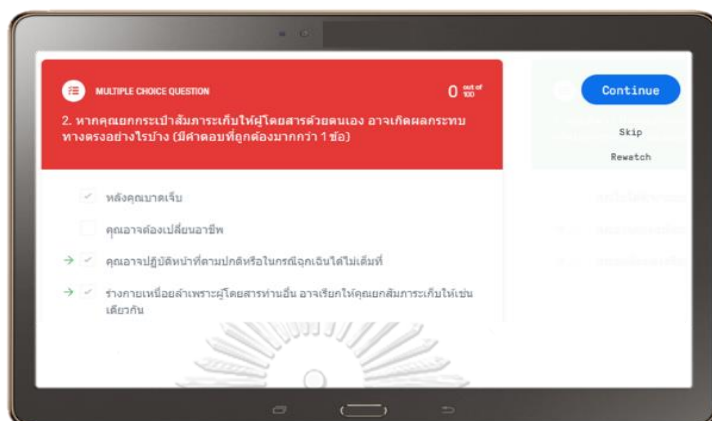 MULTIPLE CHOICE QUESTION
0 out of 100
2. หากคุณยกกระเป๋าสัมภาระเก็บให้ผู้โดยสารด้วยตนเอง อาจเกิดผลกระทบ
ทางตรงอย่างไรบ้าง (มีคำตอบที่ถูกต้องมากกว่า 1 ข้อ)
หลังคุณบาดเจ็บ
คุณอาจต้องเปลี่ยนอาชีพ
คุณอาจปฏิบัติหน้าที่ตามปกติหรือในกรณีฉุกเฉินได้ไม่เต็มที่
ร่างกายเหนื่อยล้าเพราะผู้โดยสารท่านอื่น อาจเรียกให้คุณยกสัมภาระเก็บให้เช่น
เดียวกัน
Continue
Skip
Rewatch